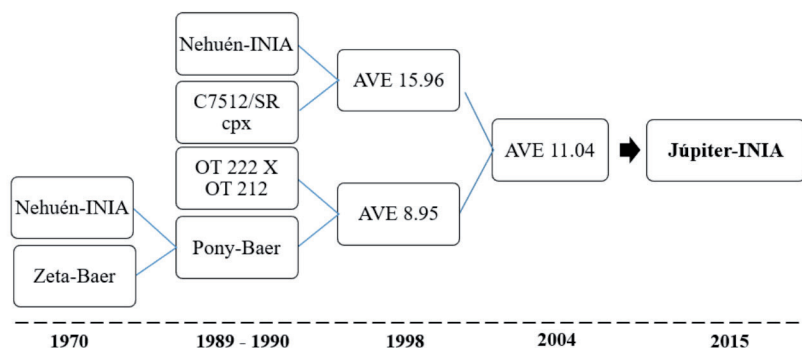 Nehuén-INIA
C7512/SR
cpx
OT 222 X
OT 212
Nehuén-INIA
Zeta-Baer
Pony-Baer
AVE 15.96
AVE 8.95
AVE 11.04
Júpiter-INIA
1970
1989 - 1990
1998
2004
2015